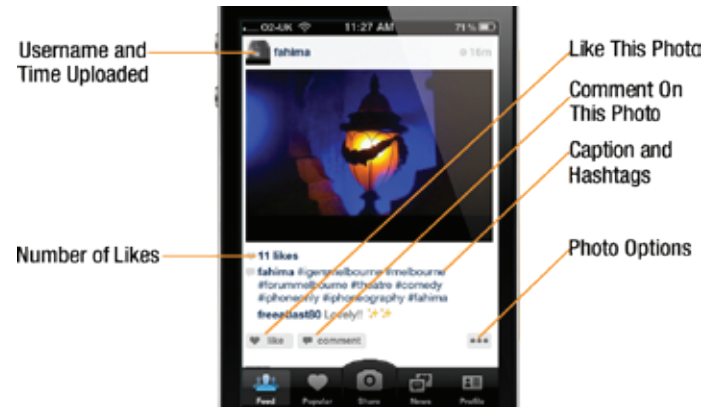 O2-UK 11:27 AM 71%
Username and
Time Uploaded
fahima 16m
Like This Photo
Comment On
This Photo
Caption and
Hashtags
Number of Likes
11 likes
Photo Options
fahima #igersmelbourne #melbourne
#forummelbourne #theatre #comedy
#iphoneonly #iphoneography #fahima
Lovely!! ✨✨
like comment
Feed Popular Share News Profile